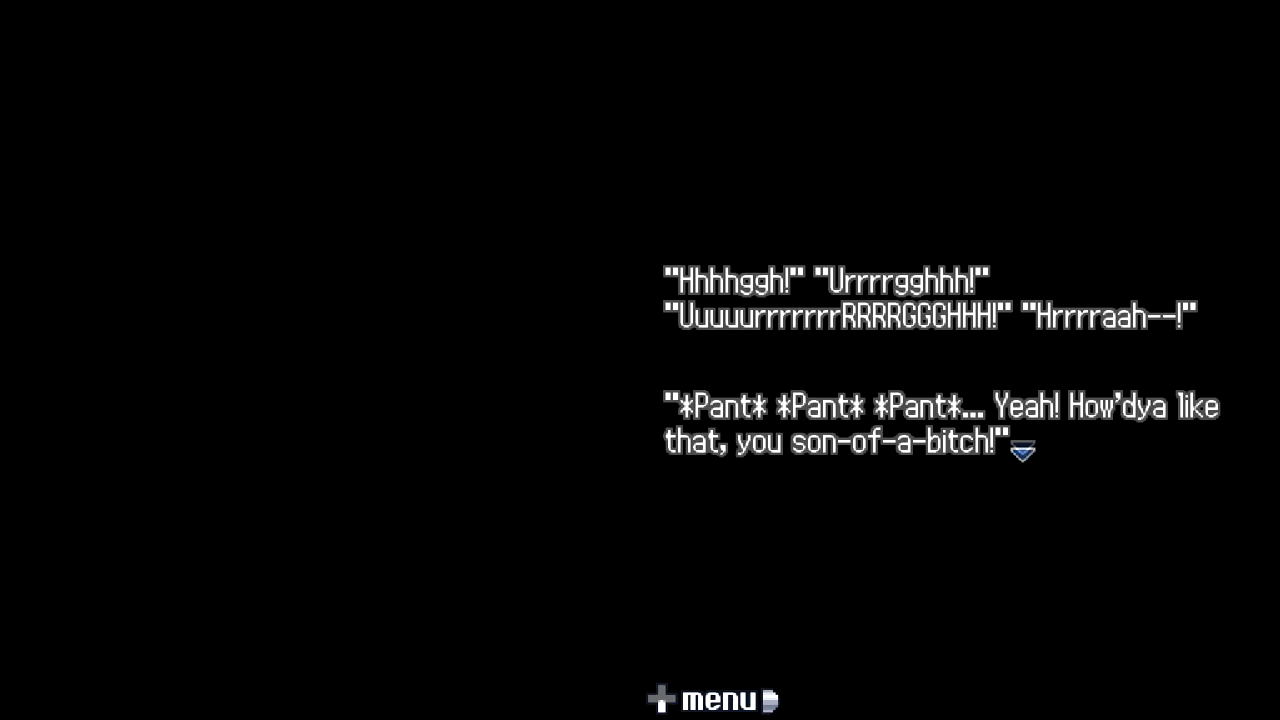 "Hhhhggh!" "Urrrrgghhh!"
"UuuuurrrrrrrRRRRGGGHHH!" "Hrrrraah--!"
"*Pant* *Pant* *Pant*... Yeah! How'dya like
that, you son-of-a-bitch!"
menu